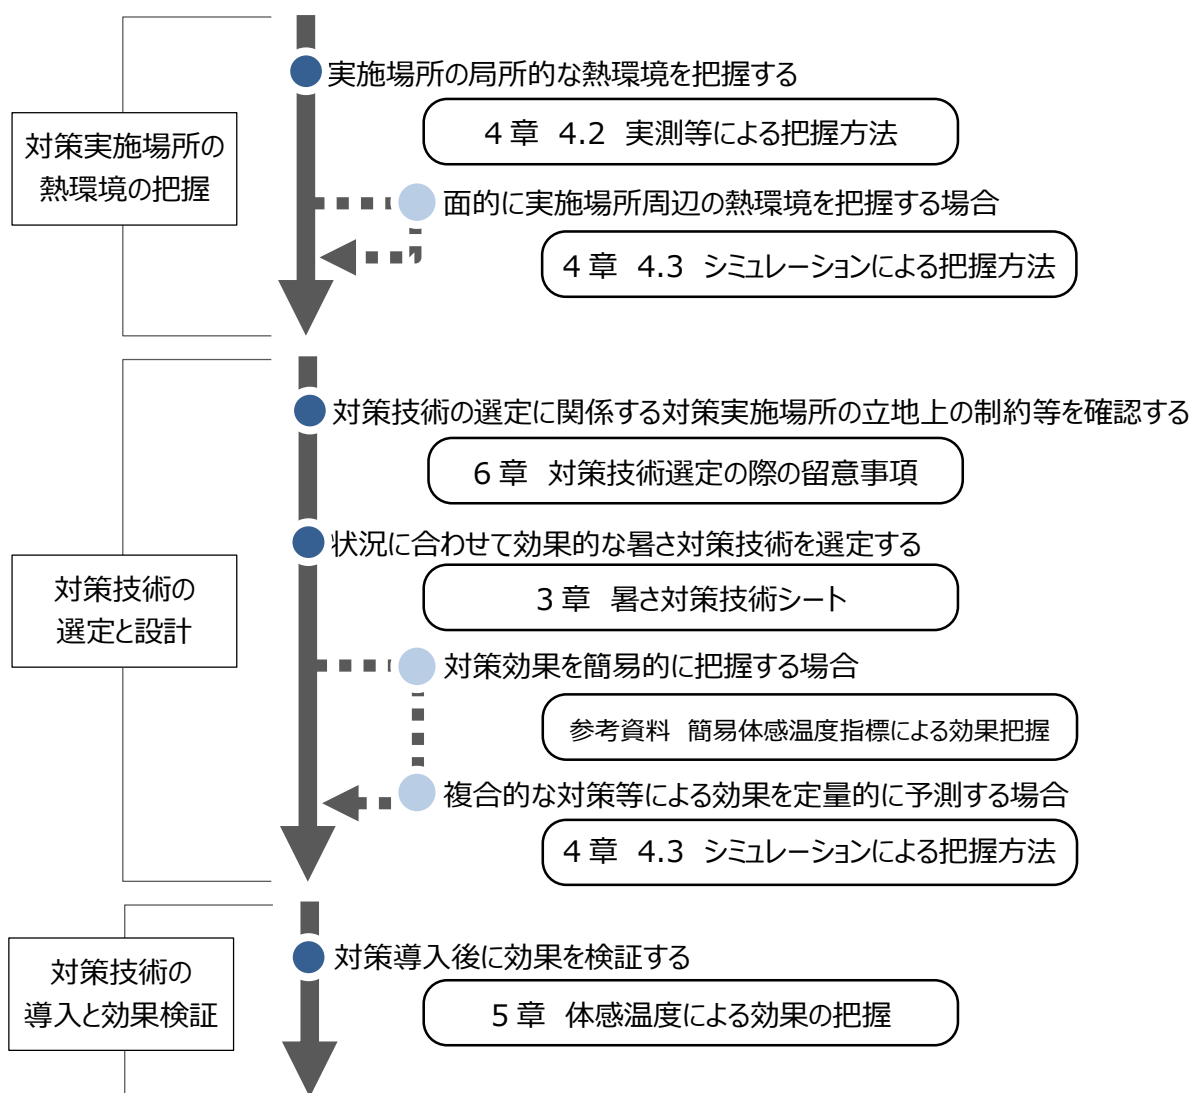 実施場所の局所的な熱環境を把握する
4章 4.2 実測等による把握方法
対策実施場所の
熱環境の把握
面的に実施場所周辺の熱環境を把握する場合
4章 4.3 シミュレーションによる把握方法
対策技術の選定に関係する対策実施場所の立地上の制約等を確認する
6章 対策技術選定の際の留意事項
状況に合わせて効果的な暑さ対策技術を選定する
3章 暑さ対策技術シート
対策技術の
選定と設計
対策効果を簡易的に把握する場合
参考資料 簡易体感温度指標による効果把握
複合的な対策等による効果を定量的に予測する場合
4章 4.3 シミュレーションによる把握方法
対策導入後に効果を検証する
対策技術の
導入と効果検証
5章 体感温度による効果の把握